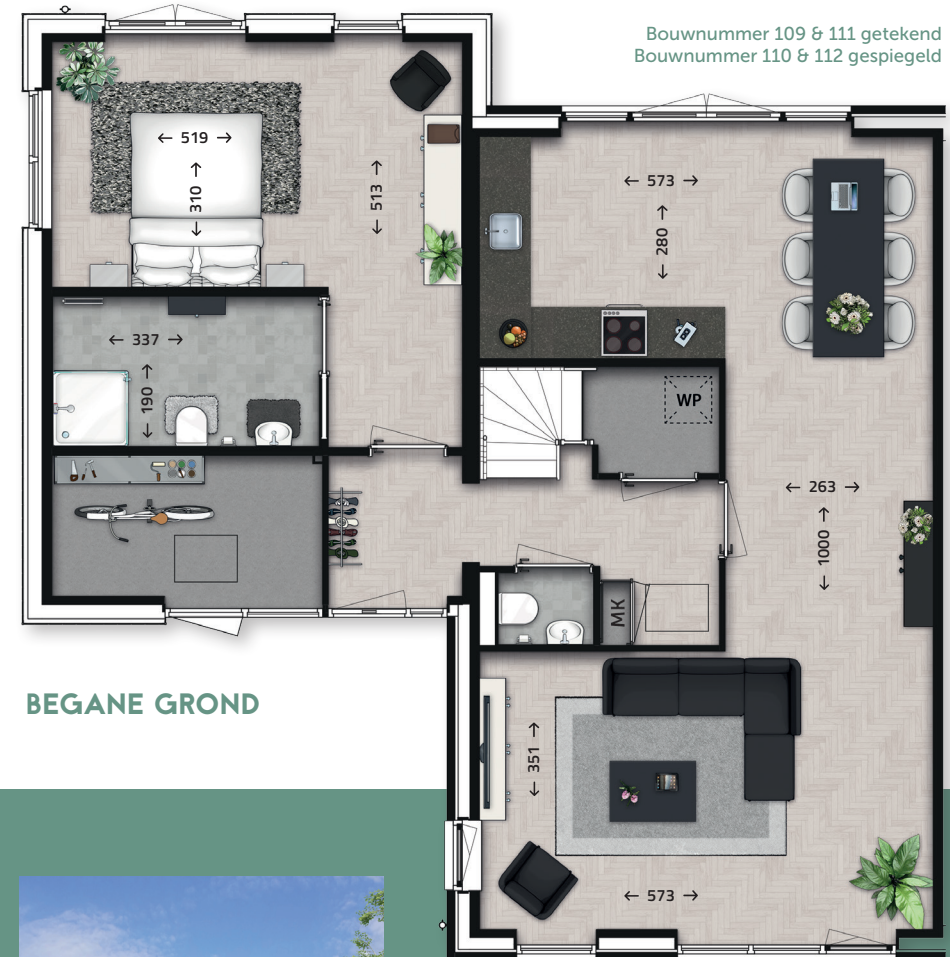 Bouwnummer 109 & 111 getekend
Bouwnummer 110 & 112 gespiegeld
← 519 →
← 310 →
← 513 →
← 573 →
← 280 →
← 337 →
← 190 →
WP
← 263 →
← 1000 →
MK
BEGANE GROND
← 351 →
← 573 →